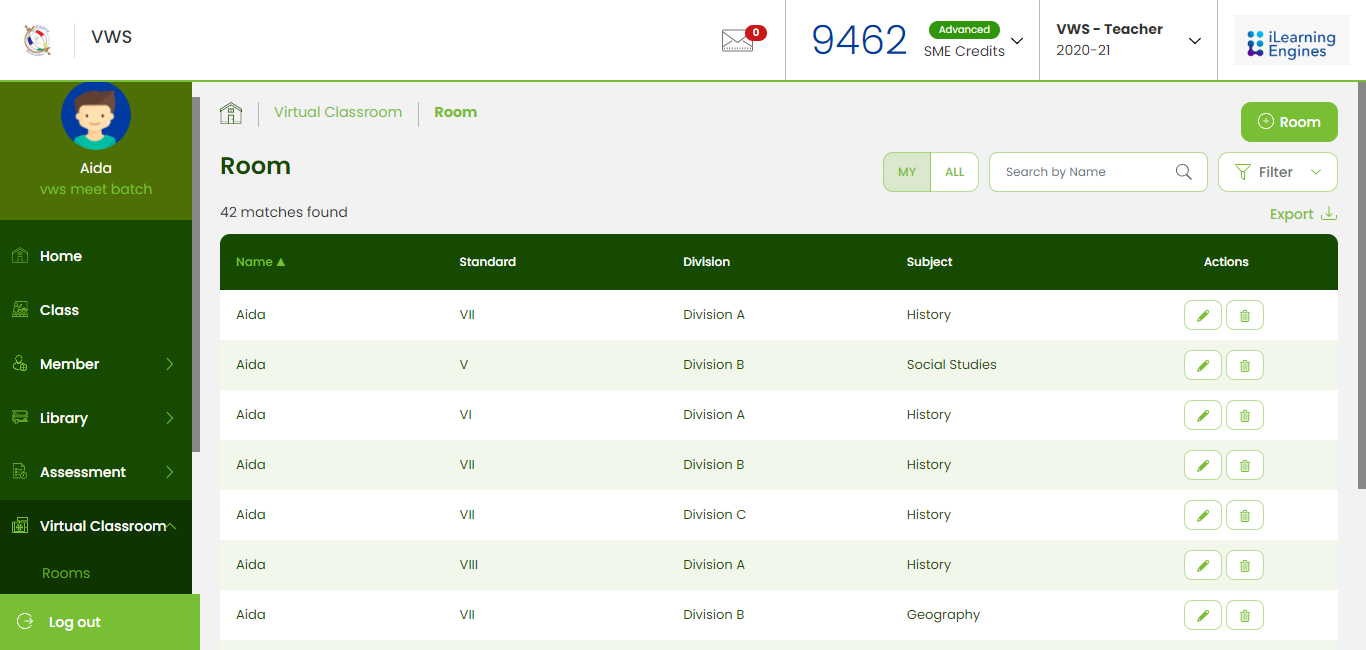 VWS
0
9462
Advanced
SME Credits
VWS - Teacher
2020-21
iLearning
Engines
Aida
vws meet batch
Home
Class
Member
Library
Assessment
Virtual Classroom
Rooms
Log out
Virtual Classroom
Room
Room
Room
MY
ALL
Search by Name
Filter
42 matches found
Export
Name ▲ Standard Division Subject Actions
Aida VII Division A History
Aida V Division B Social Studies
Aida VI Division A History
Aida VII Division B History
Aida VII Division C History
Aida VIII Division A History
Aida VII Division B Geography